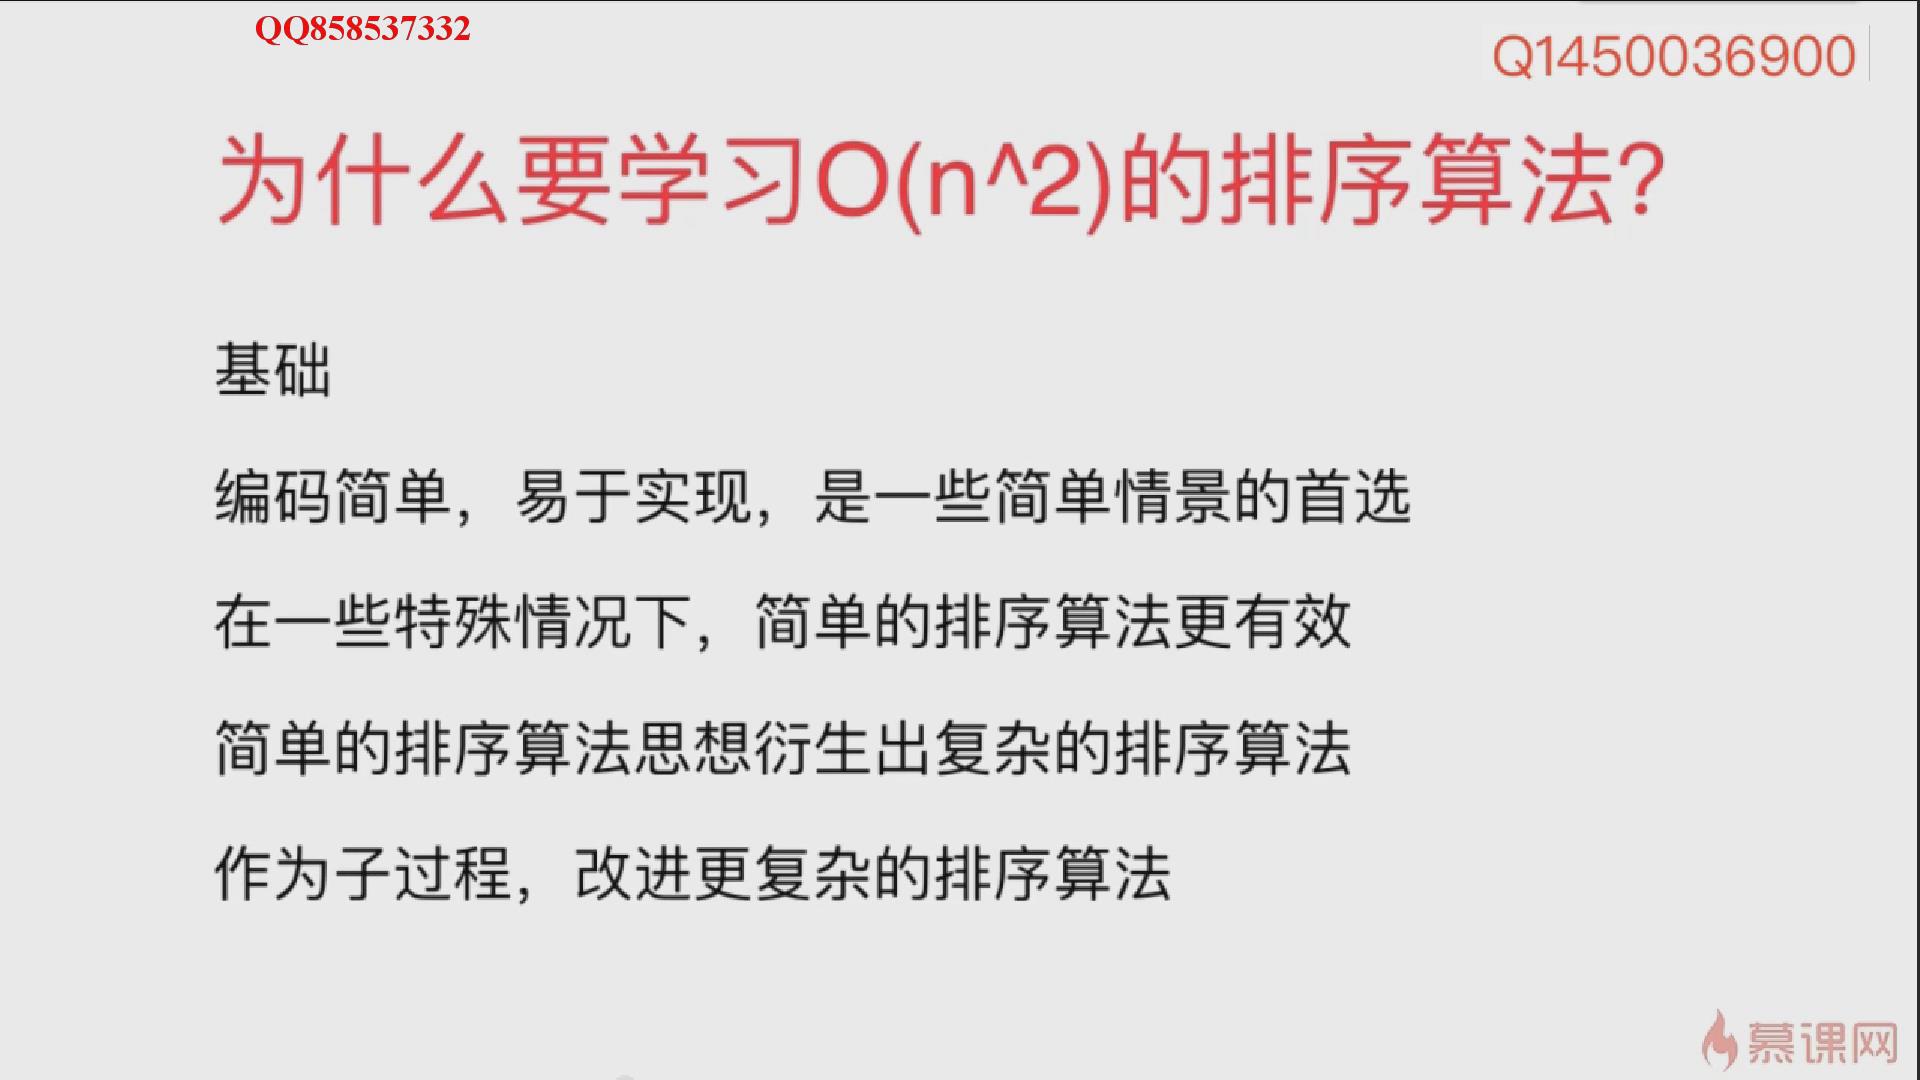 QQ858537332
Q1450036900
为什么要学习O(n^2)的排序算法?
基础
编码简单，易于实现，是一些简单情景的首选
在一些特殊情况下，简单的排序算法更有效
简单的排序算法思想衍生出复杂的排序算法
作为子过程，改进更复杂的排序算法
慕课网